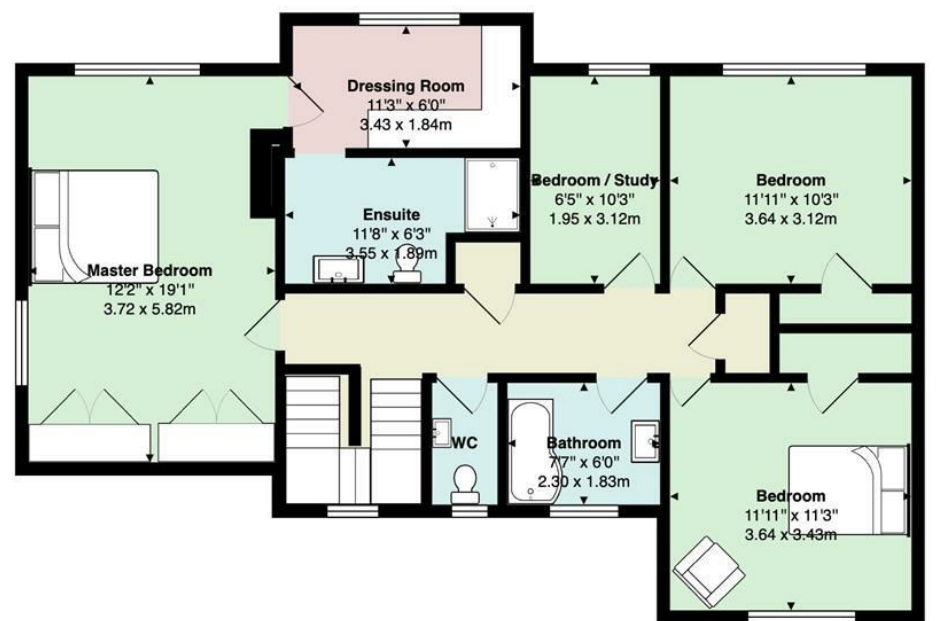 Dressing Room
11'3" x 6'0"
3.43 x 1.84m
Bedroom / Study
6'5" x 10'3"
1.95 x 3.12m
Bedroom
11'11" x 10'3"
3.64 x 3.12m
Ensuite
11'8" x 6'3"
3.55 x 1.89m
Master Bedroom
12'2" x 19'1"
3.72 x 5.82m
WC
Bathroom
7'7" x 6'0"
2.30 x 1.83m
Bedroom
11'11" x 11'3"
3.64 x 3.43m